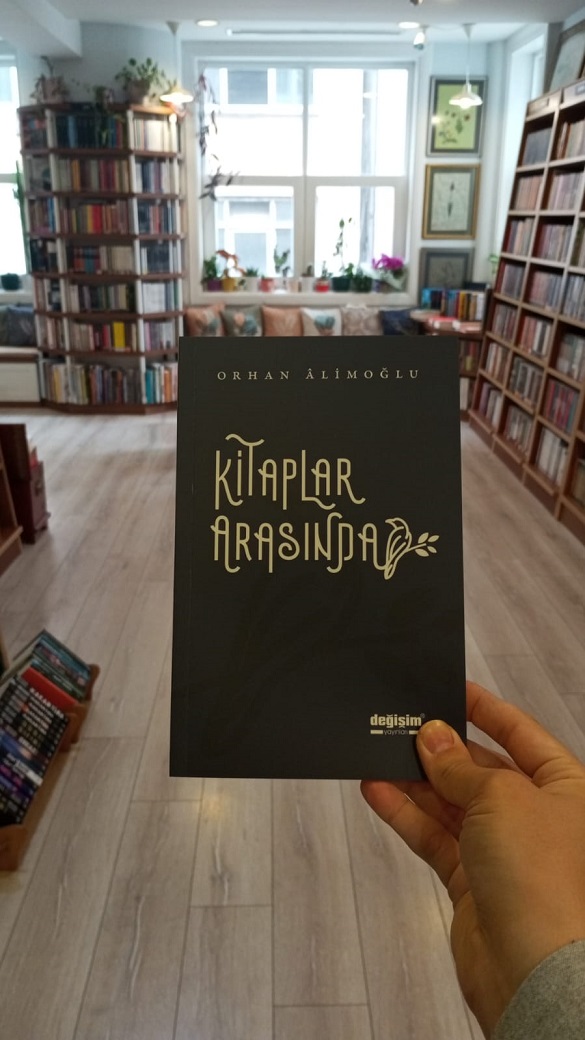 ORHAN ÂLİMOĞLU
KİTAPLAR
ARASINDA
değişim
yayınları